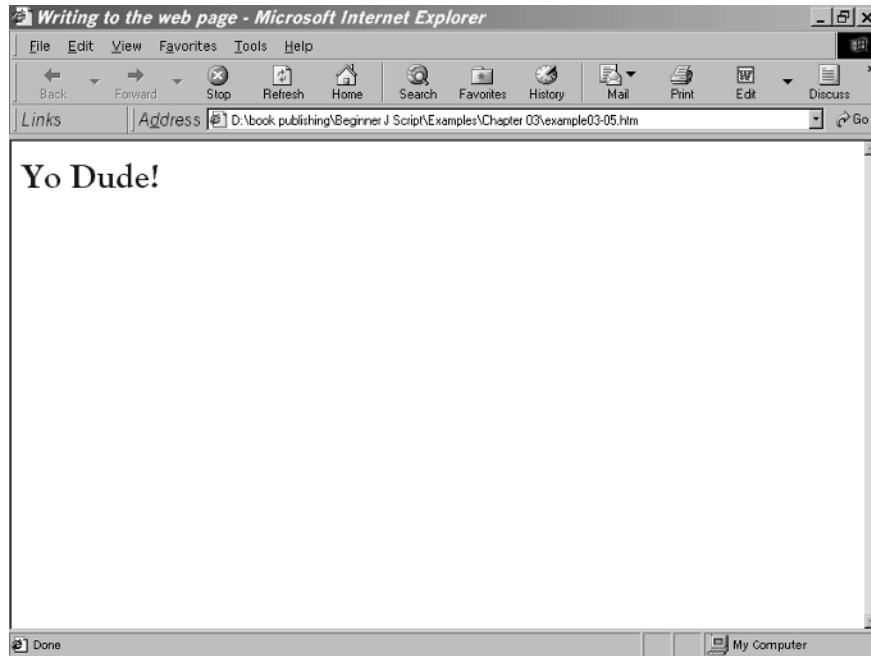 Writing to the web page - Microsoft Internet Explorer
File Edit View Favorites Tools Help
Back Forward Stop Refresh Home Search Favorites History Mail Print Edit Discuss
Links Address D:\book publishing\Beginner J Script\Examples\Chapter 03\example03-05.htm Go
Yo Dude!
Done My Computer